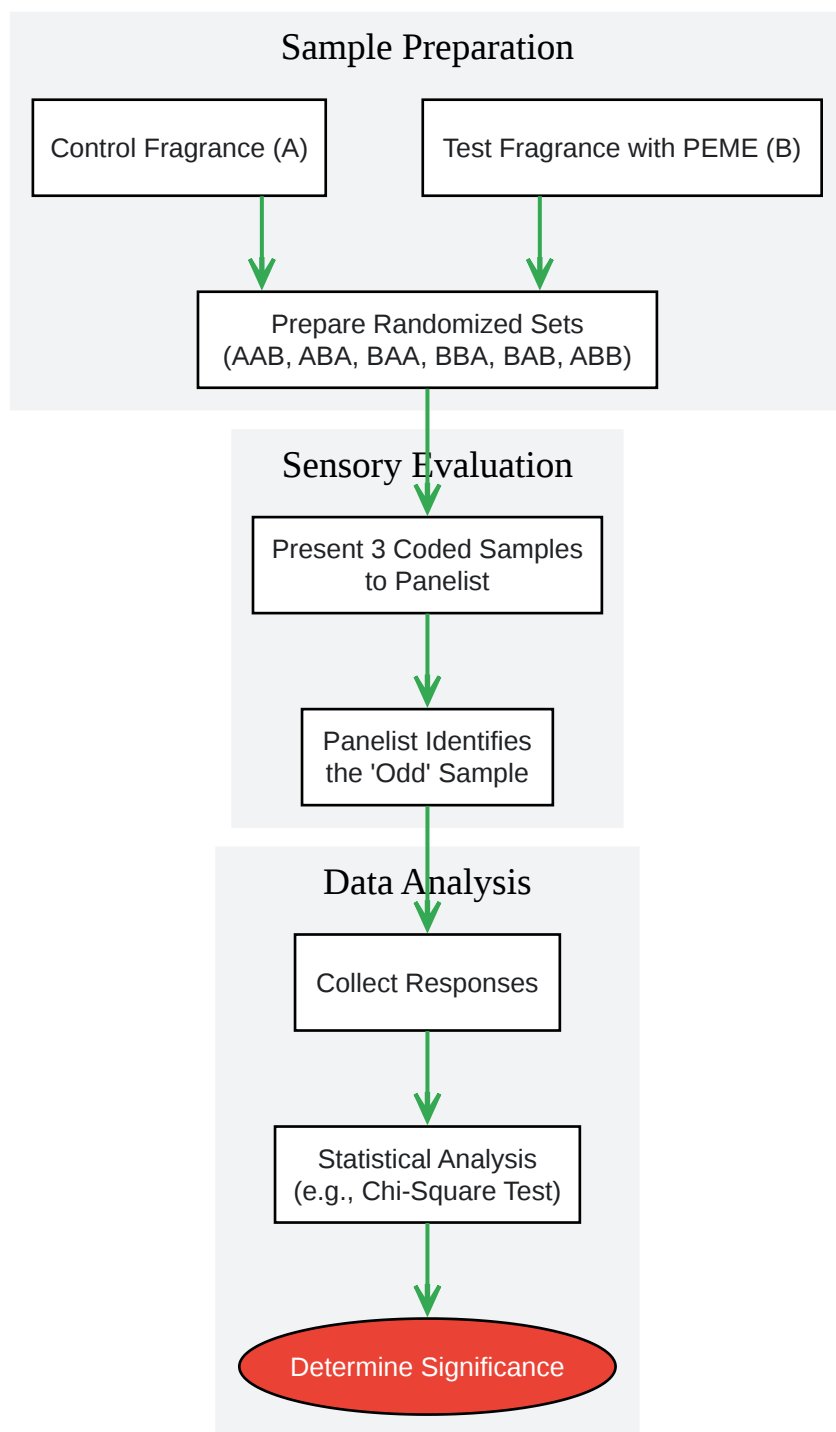 Sample Preparation
Control Fragrance (A)
Test Fragrance with PEME (B)
Prepare Randomized Sets
(AAB, ABA, BAA, BBA, BAB, ABB)
Sensory Evaluation
Present 3 Coded Samples
to Panelist
Panelist Identifies
the 'Odd' Sample
Data Analysis
Collect Responses
Statistical Analysis
(e.g., Chi-Square Test)
Determine Significance